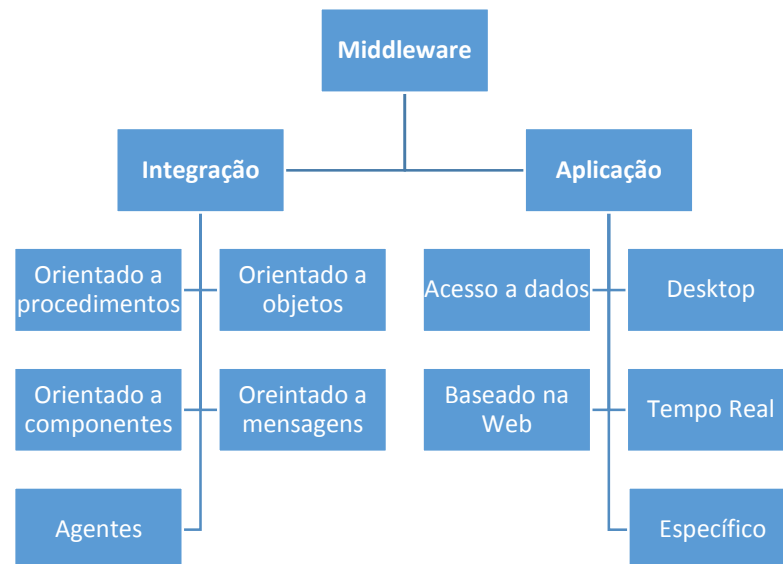 Middleware
Integração
Aplicação
Orientado a
procedimentos
Orientado a
objetos
Acesso a dados
Desktop
Orientado a
componentes
Oreintado a
mensagens
Baseado na
Web
Tempo Real
Agentes
Específico